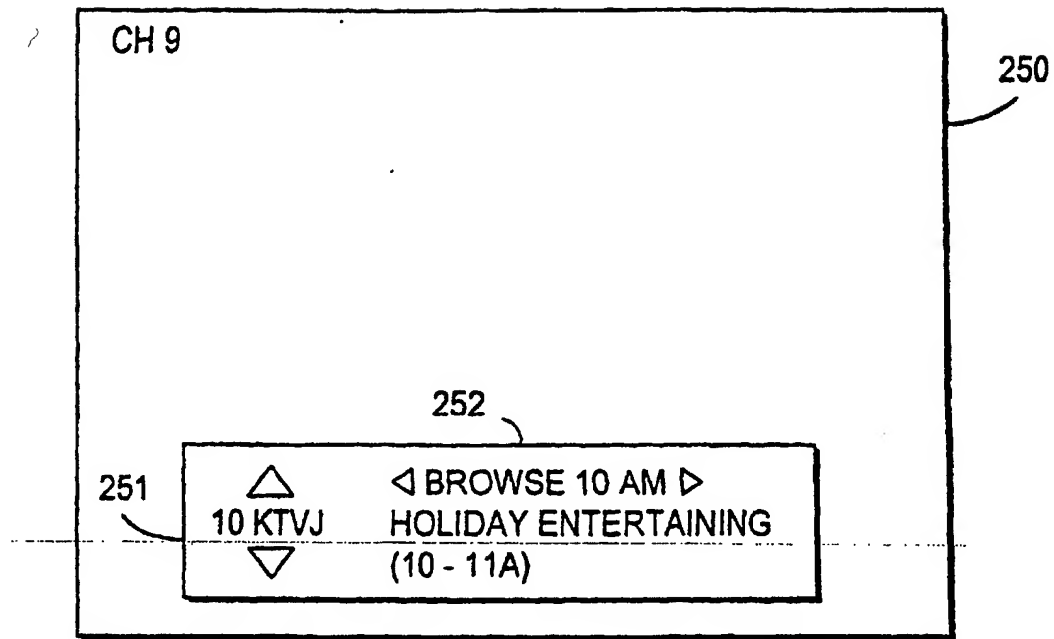 CH 9
250
252
251
◁ BROWSE 10 AM ▷
10 KTVJ HOLIDAY ENTERTAINING
(10 - 11A)